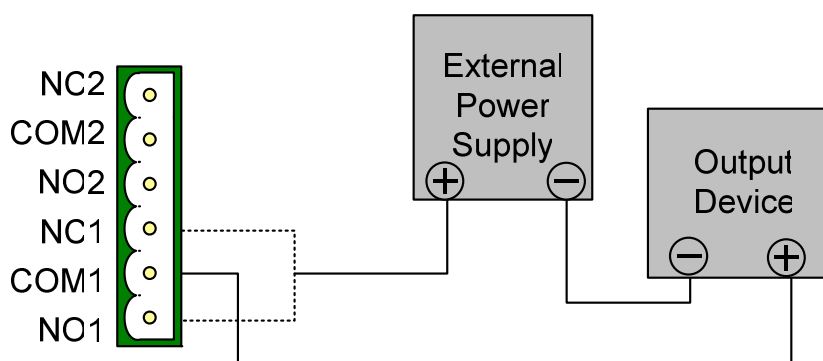 NC2
COM2
NO2
NC1
COM1
NO1
External
Power
Supply
+
−
Output
Device
−
+